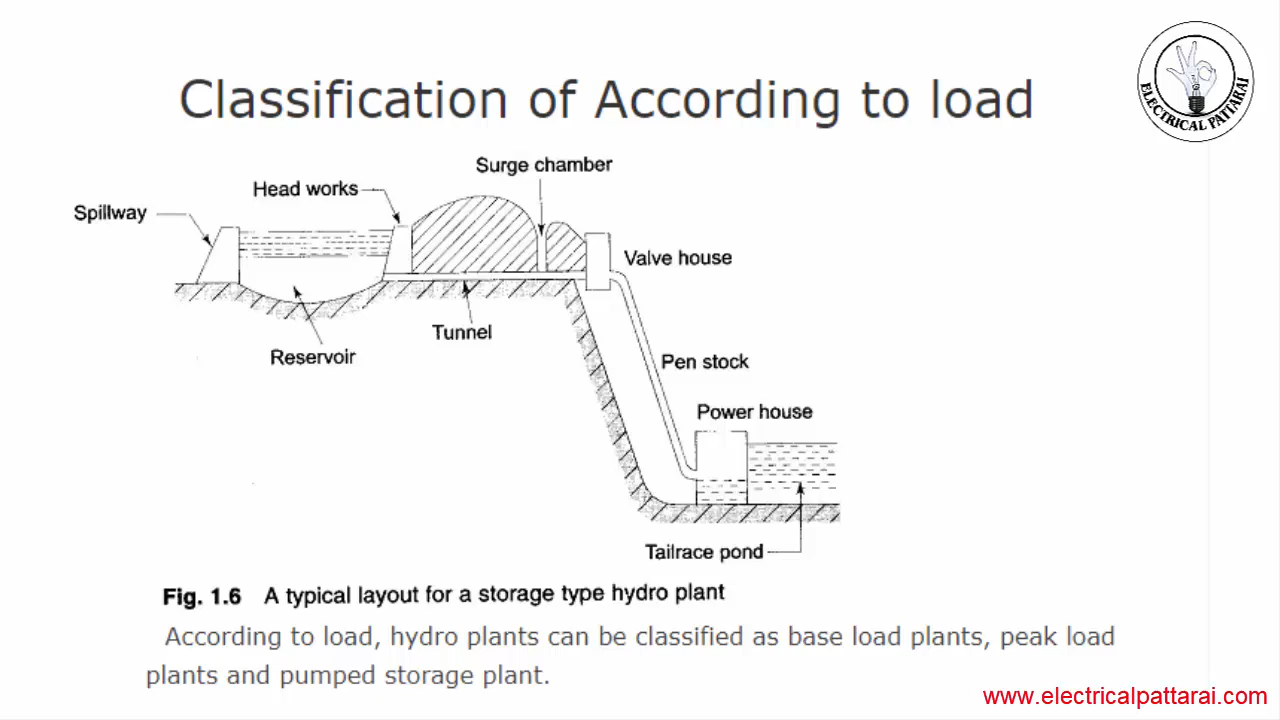 Classification of According to load
ELECTRICAL PATTARAI
Surge chamber
Head works
Spillway
Valve house
Tunnel
Reservoir
Pen stock
Power house
Tailrace pond
Fig. 1.6 A typical layout for a storage type hydro plant
According to load, hydro plants can be classified as base load plants, peak load
plants and pumped storage plant.
www.electricalpattarai.com